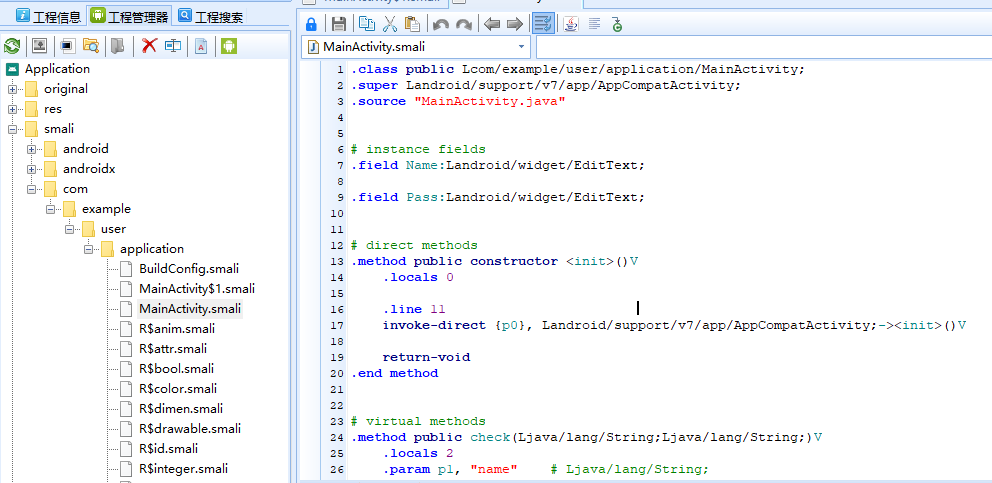 工程信息 工程管理器 工程搜索
Application
original
res
smali
android
androidx
com
example
user
application
BuildConfig.smali
MainActivity$1.smali
MainActivity.smali
R$anim.smali
R$attr.smali
R$bool.smali
R$color.smali
R$dimen.smali
R$drawable.smali
R$id.smali
R$integer.smali
MainActivity.smali
1 .class public Lcom/example/user/application/MainActivity;
2 .super Landroid/support/v7/app/AppCompatActivity;
3 .source "MainActivity.java"
4
5
6 # instance fields
7 .field Name:Landroid/widget/EditText;
8
9 .field Pass:Landroid/widget/EditText;
10
11
12 # direct methods
13 .method public constructor <init>()V
14 .locals 0
15
16 .line 11
17 invoke-direct {p0}, Landroid/support/v7/app/AppCompatActivity;-><init>()V
18
19 return-void
20 .end method
21
22
23 # virtual methods
24 .method public check(Ljava/lang/String;Ljava/lang/String;)V
25 .locals 2
26 .param p1, "name" # Ljava/lang/String;